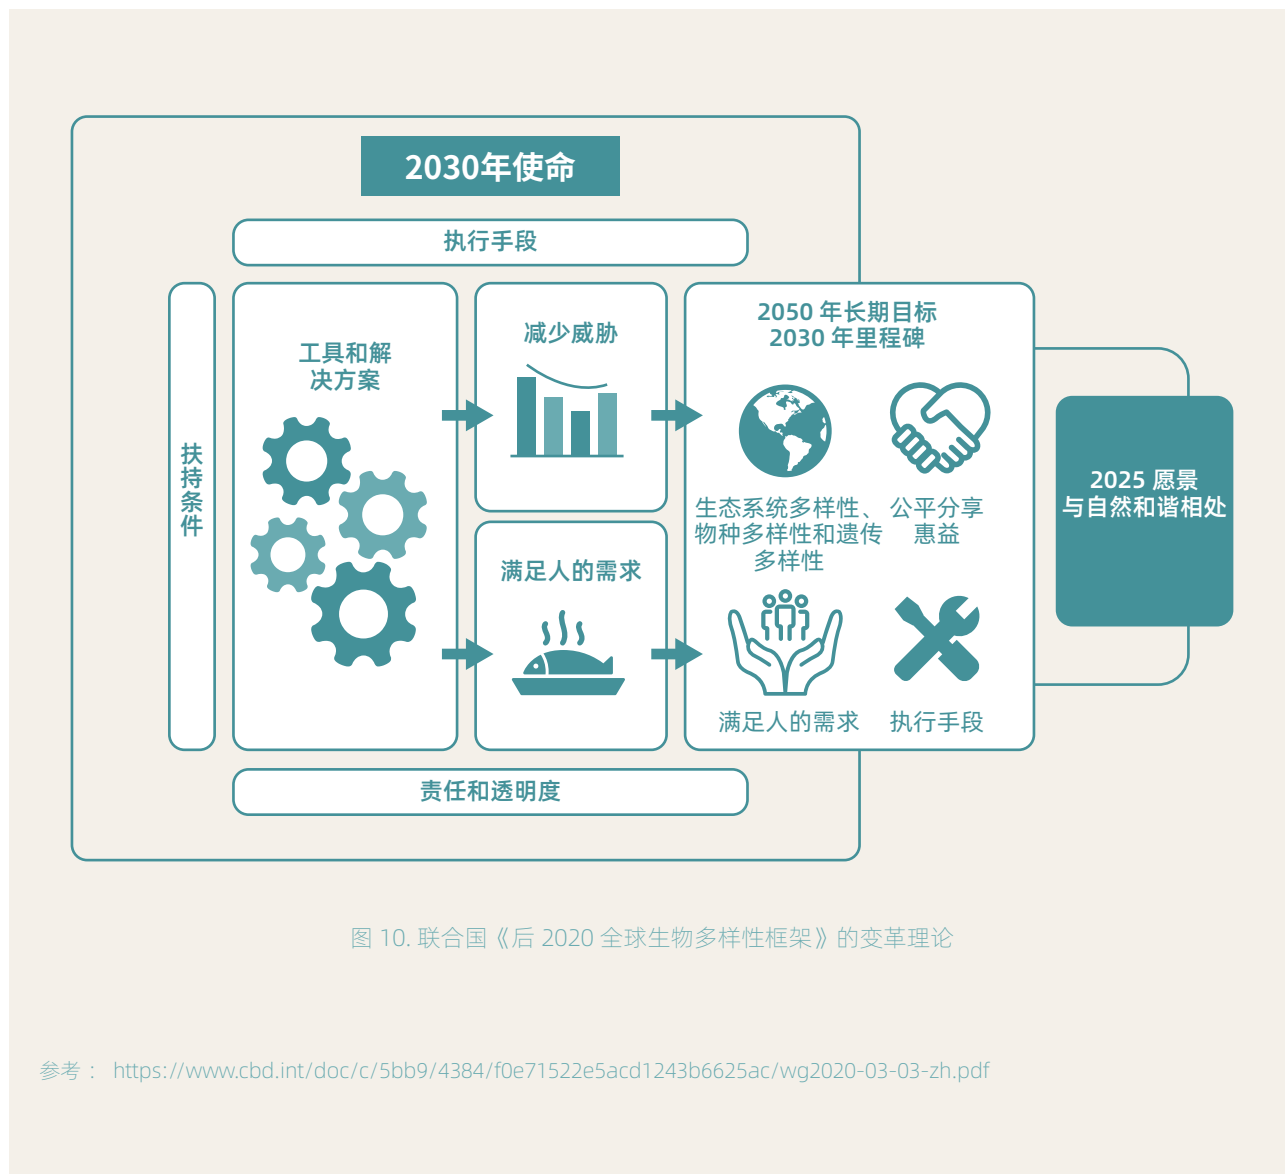 2030年使命
执行手段
扶持条件
工具和解
决方案
减少威胁
满足人的需求
2050 年长期目标
2030 年里程碑
生态系统多样性、
物种多样性和遗传
多样性
公平分享
惠益
满足人的需求
执行手段
2025 愿景
与自然和谐相处
责任和透明度
图 10. 联合国《后 2020 全球生物多样性框架》的变革理论
参考： https://www.cbd.int/doc/c/5bb9/4384/f0e71522e5acd1243b6625ac/wg2020-03-03-zh.pdf